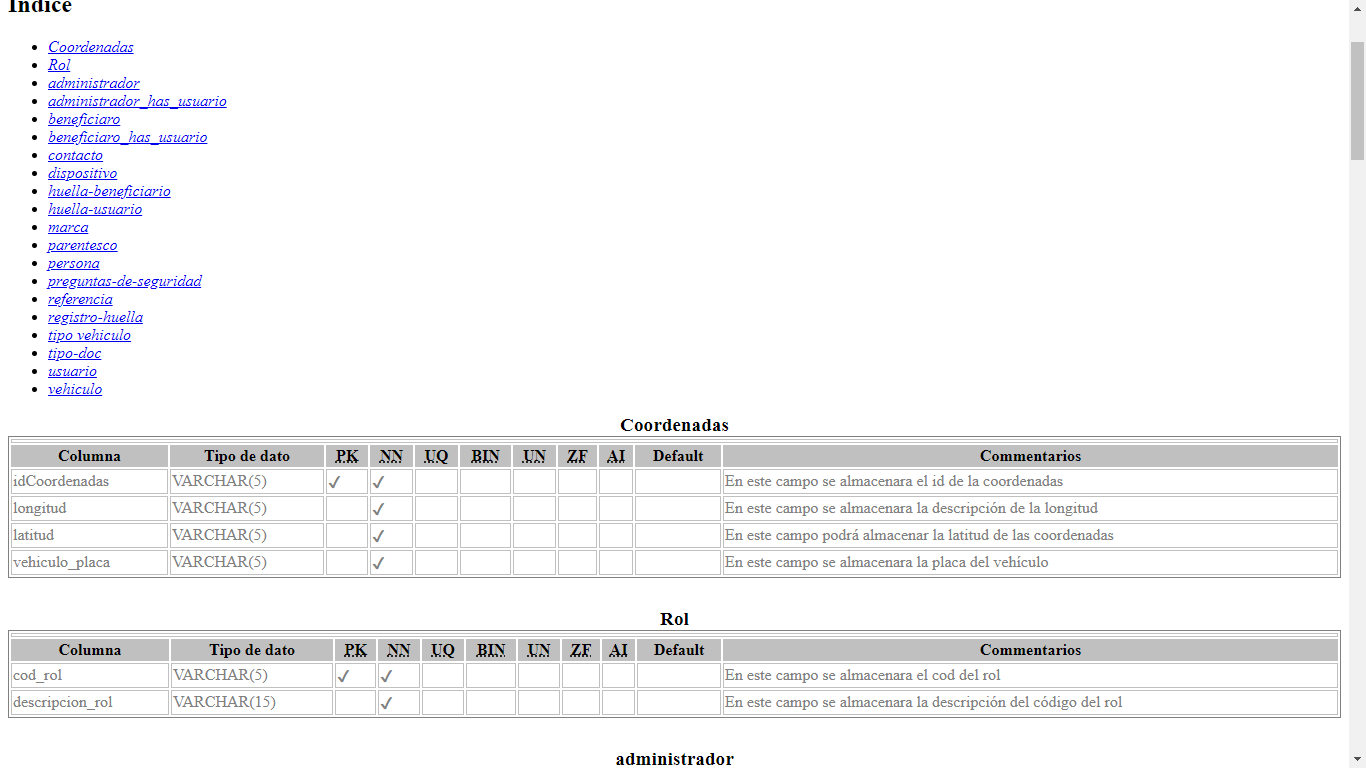 Indice
Coordenadas
Rol
administrador
administrador_has_usuario
beneficiaro
beneficiaro_has_usuario
contacto
dispositivo
huella-beneficiario
huella-usuario
marca
parentesco
persona
preguntas-de-seguridad
referencia
registro-huella
tipo vehiculo
tipo-doc
usuario
vehiculo
Coordenadas
Columna Tipo de dato PK NN UQ BIN UN ZF AI Default Commentarios
idCoordenadas VARCHAR(5) ✓ ✓ En este campo se almacenara el id de la coordenadas
longitud VARCHAR(5) ✓ En este campo se almacenara la descripción de la longitud
latitud VARCHAR(5) ✓ En este campo podrá almacenar la latitud de las coordenadas
vehiculo_placa VARCHAR(5) ✓ En este campo se almacenara la placa del vehículo
Rol
Columna Tipo de dato PK NN UQ BIN UN ZF AI Default Commentarios
cod_rol VARCHAR(5) ✓ ✓ En este campo se almacenara el cod del rol
descripcion_rol VARCHAR(15) ✓ En este campo se almacenara la descripción del código del rol
administrador